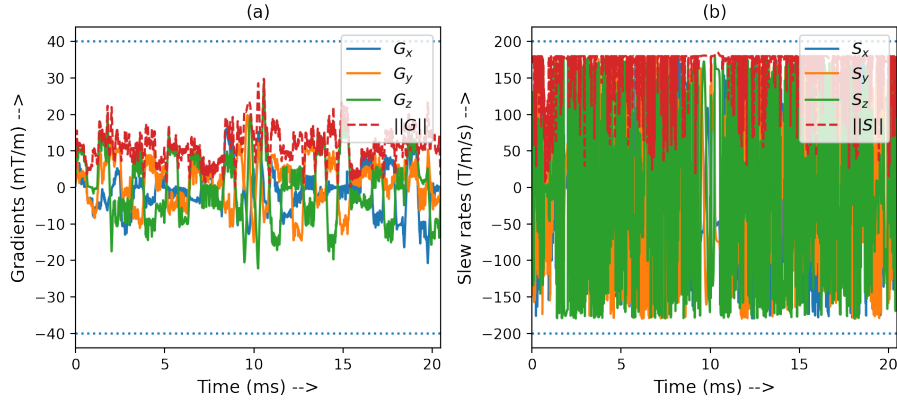 (a)
Gradients (mT/m) -->
40
30
20
10
0
−10
−20
−30
−40
0
5
10
15
20
Time (ms) -->
G_x
G_y
G_z
||G||
(b)
Slew rates (T/m/s) -->
200
150
100
50
0
−50
−100
−150
−200
0
5
10
15
20
Time (ms) -->
S_x
S_y
S_z
||S||